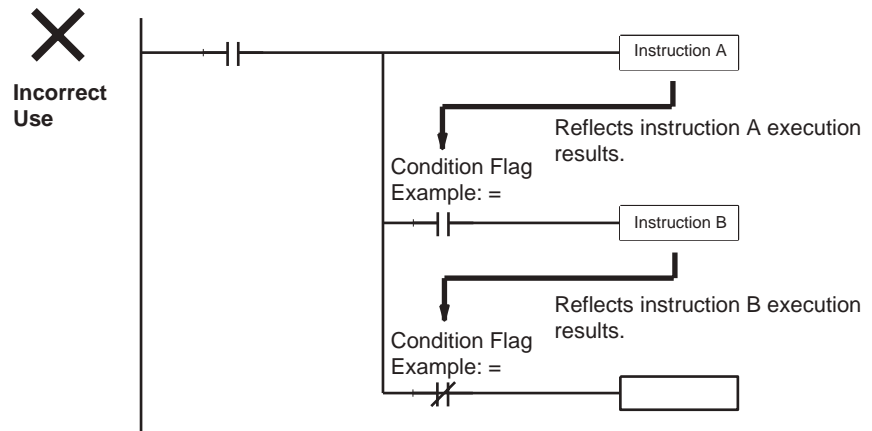 Incorrect
Use
Instruction A
Reflects instruction A execution
results.
Condition Flag
Example: =
Instruction B
Reflects instruction B execution
results.
Condition Flag
Example: =